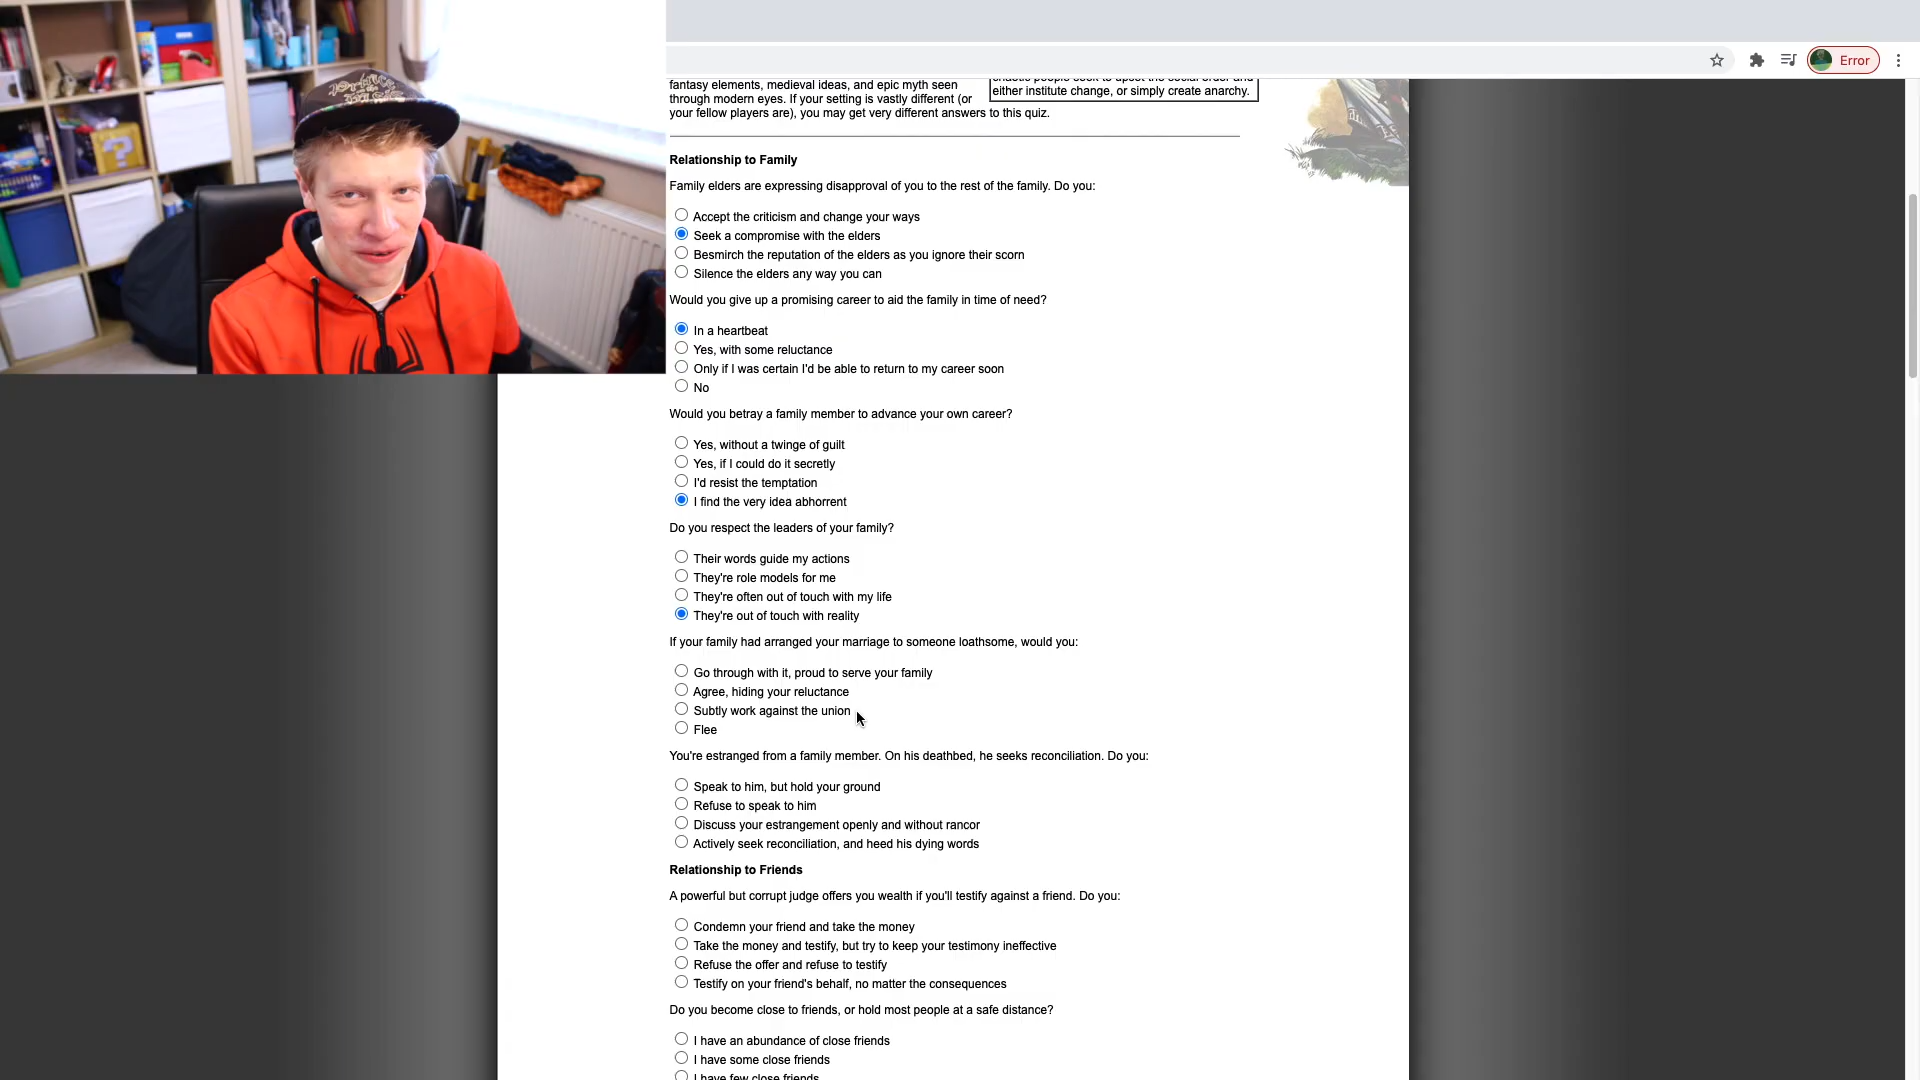 Error
fantasy elements, medieval ideas, and epic myth seen
through modern eyes. If your setting is vastly different (or
your fellow players are), you may get very different answers to this quiz.
chaotic people seek to upset the social order and
either institute change, or simply create anarchy.
Relationship to Family
Family elders are expressing disapproval of you to the rest of the family. Do you:
Accept the criticism and change your ways
Seek a compromise with the elders
Besmirch the reputation of the elders as you ignore their scorn
Silence the elders any way you can
Would you give up a promising career to aid the family in time of need?
In a heartbeat
Yes, with some reluctance
Only if I was certain I'd be able to return to my career soon
No
Would you betray a family member to advance your own career?
Yes, without a twinge of guilt
Yes, if I could do it secretly
I'd resist the temptation
I find the very idea abhorrent
Do you respect the leaders of your family?
Their words guide my actions
They're role models for me
They're often out of touch with my life
They're out of touch with reality
If your family had arranged your marriage to someone loathsome, would you:
Go through with it, proud to serve your family
Agree, hiding your reluctance
Subtly work against the union
Flee
You're estranged from a family member. On his deathbed, he seeks reconciliation. Do you:
Speak to him, but hold your ground
Refuse to speak to him
Discuss your estrangement openly and without rancor
Actively seek reconciliation, and heed his dying words
Relationship to Friends
A powerful but corrupt judge offers you wealth if you'll testify against a friend. Do you:
Condemn your friend and take the money
Take the money and testify, but try to keep your testimony ineffective
Refuse the offer and refuse to testify
Testify on your friend's behalf, no matter the consequences
Do you become close to friends, or hold most people at a safe distance?
I have an abundance of close friends
I have some close friends
I have few close friends